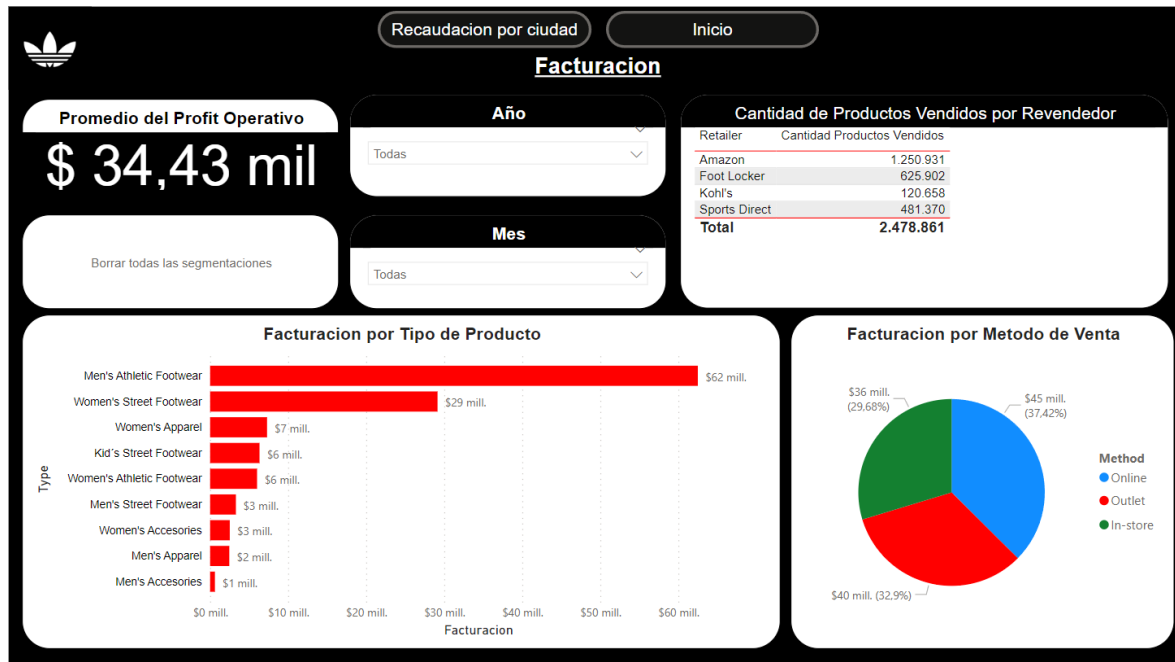 Recaudacion por ciudad
Inicio
Facturacion
Promedio del Profit Operativo
$ 34,43 mil
Borrar todas las segmentaciones
Año
Todas
Mes
Todas
Cantidad de Productos Vendidos por Revendedor
Retailer Cantidad Productos Vendidos
Amazon 1.250.931
Foot Locker 625.902
Kohl's 120.658
Sports Direct 481.370
Total 2.478.861
Facturacion por Tipo de Producto
Type
Men's Athletic Footwear $62 mill.
Women's Street Footwear $29 mill.
Women's Apparel $7 mill.
Kid´s Street Footwear $6 mill.
Women's Athletic Footwear $6 mill.
Men's Street Footwear $3 mill.
Women's Accesories $3 mill.
Men's Apparel $2 mill.
Men's Accesories $1 mill.
$0 mill. $10 mill. $20 mill. $30 mill. $40 mill. $50 mill. $60 mill.
Facturacion
Facturacion por Metodo de Venta
$36 mill.
(29,68%)
$45 mill.
(37,42%)
$40 mill. (32,9%)
Method
Online
Outlet
In-store